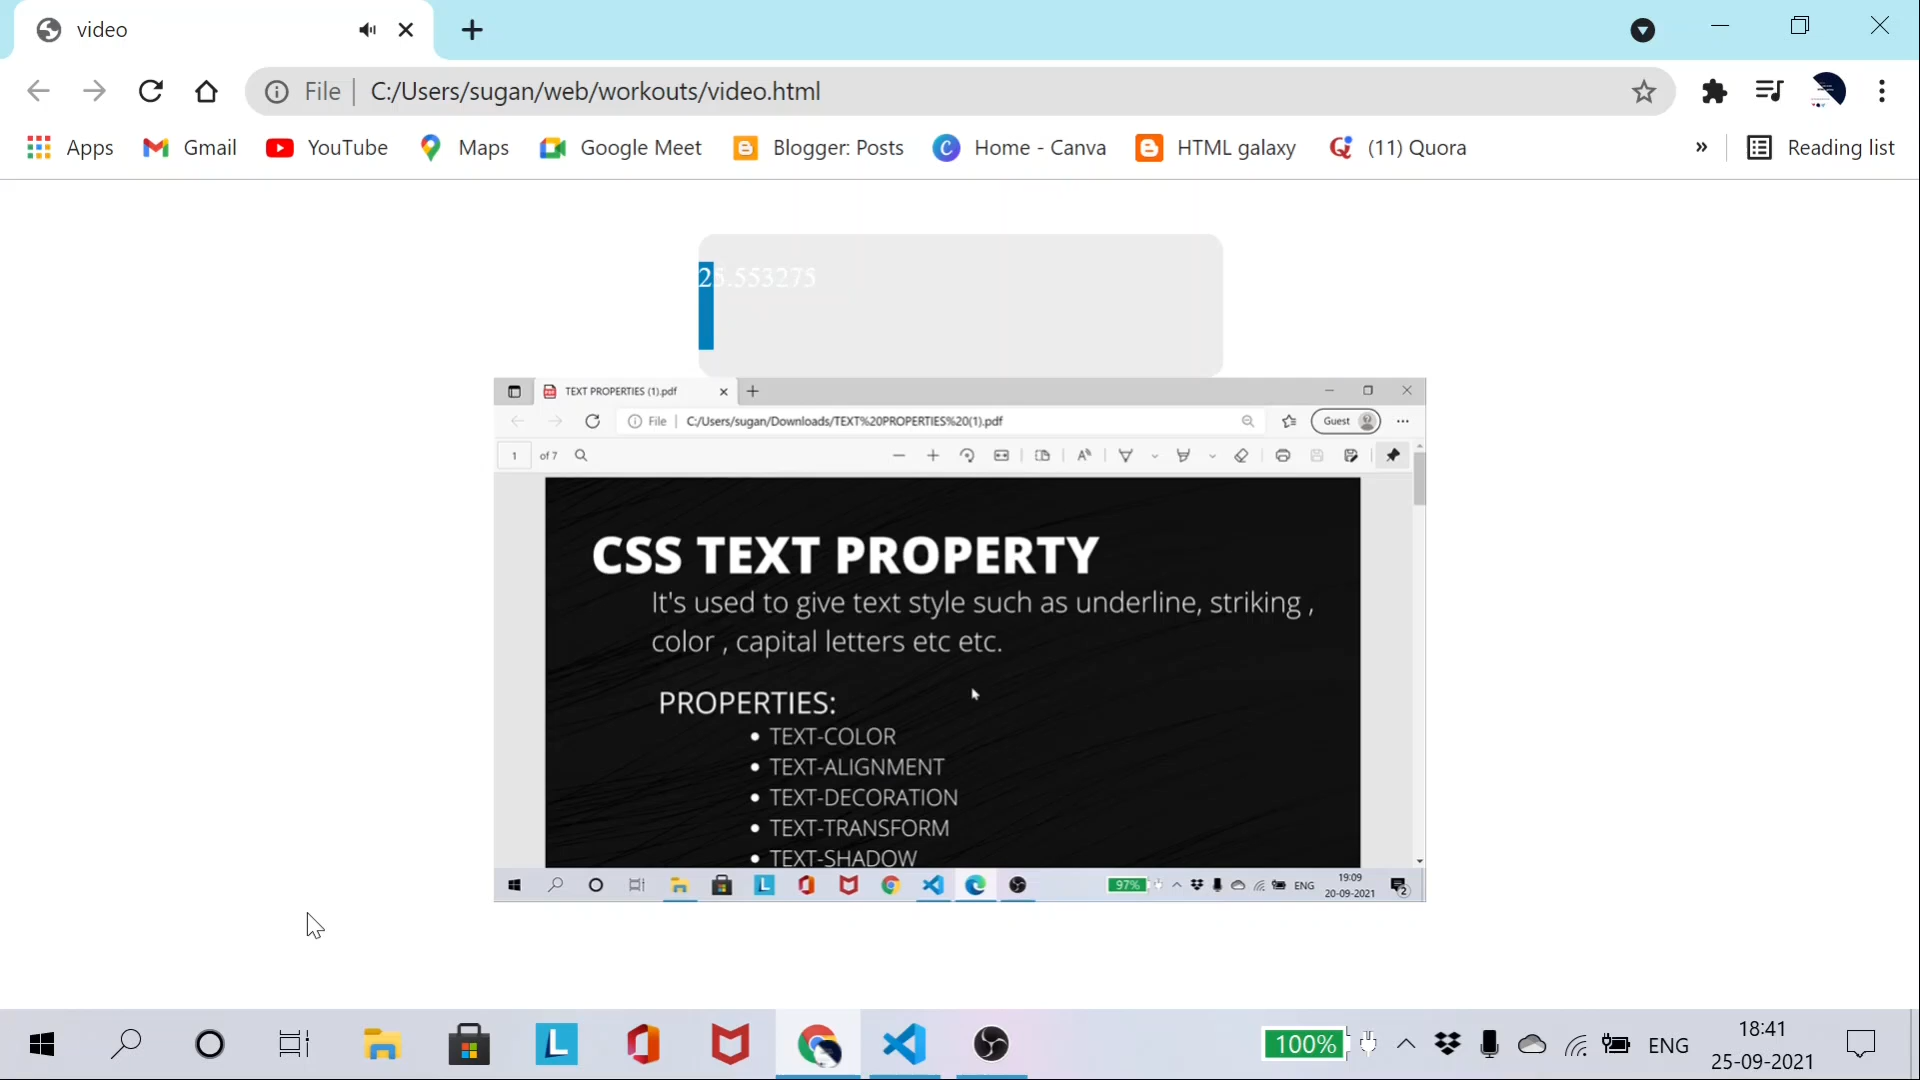 video
File
C:/Users/sugan/web/workouts/video.html
Apps
Gmail
YouTube
Maps
Google Meet
Blogger: Posts
Home - Canva
HTML galaxy
(11) Quora
»
Reading list
25.553275
TEXT PROPERTIES (1).pdf
File
C:/Users/sugan/Downloads/TEXT%20PROPERTIES%20(1).pdf
Guest
1 of 7
CSS TEXT PROPERTY
It's used to give text style such as underline, striking ,
color , capital letters etc etc.
PROPERTIES:
• TEXT-COLOR
• TEXT-ALIGNMENT
• TEXT-DECORATION
• TEXT-TRANSFORM
• TEXT-SHADOW
97%
ENG
19:09
20-09-2021
2
100%
ENG
18:41
25-09-2021